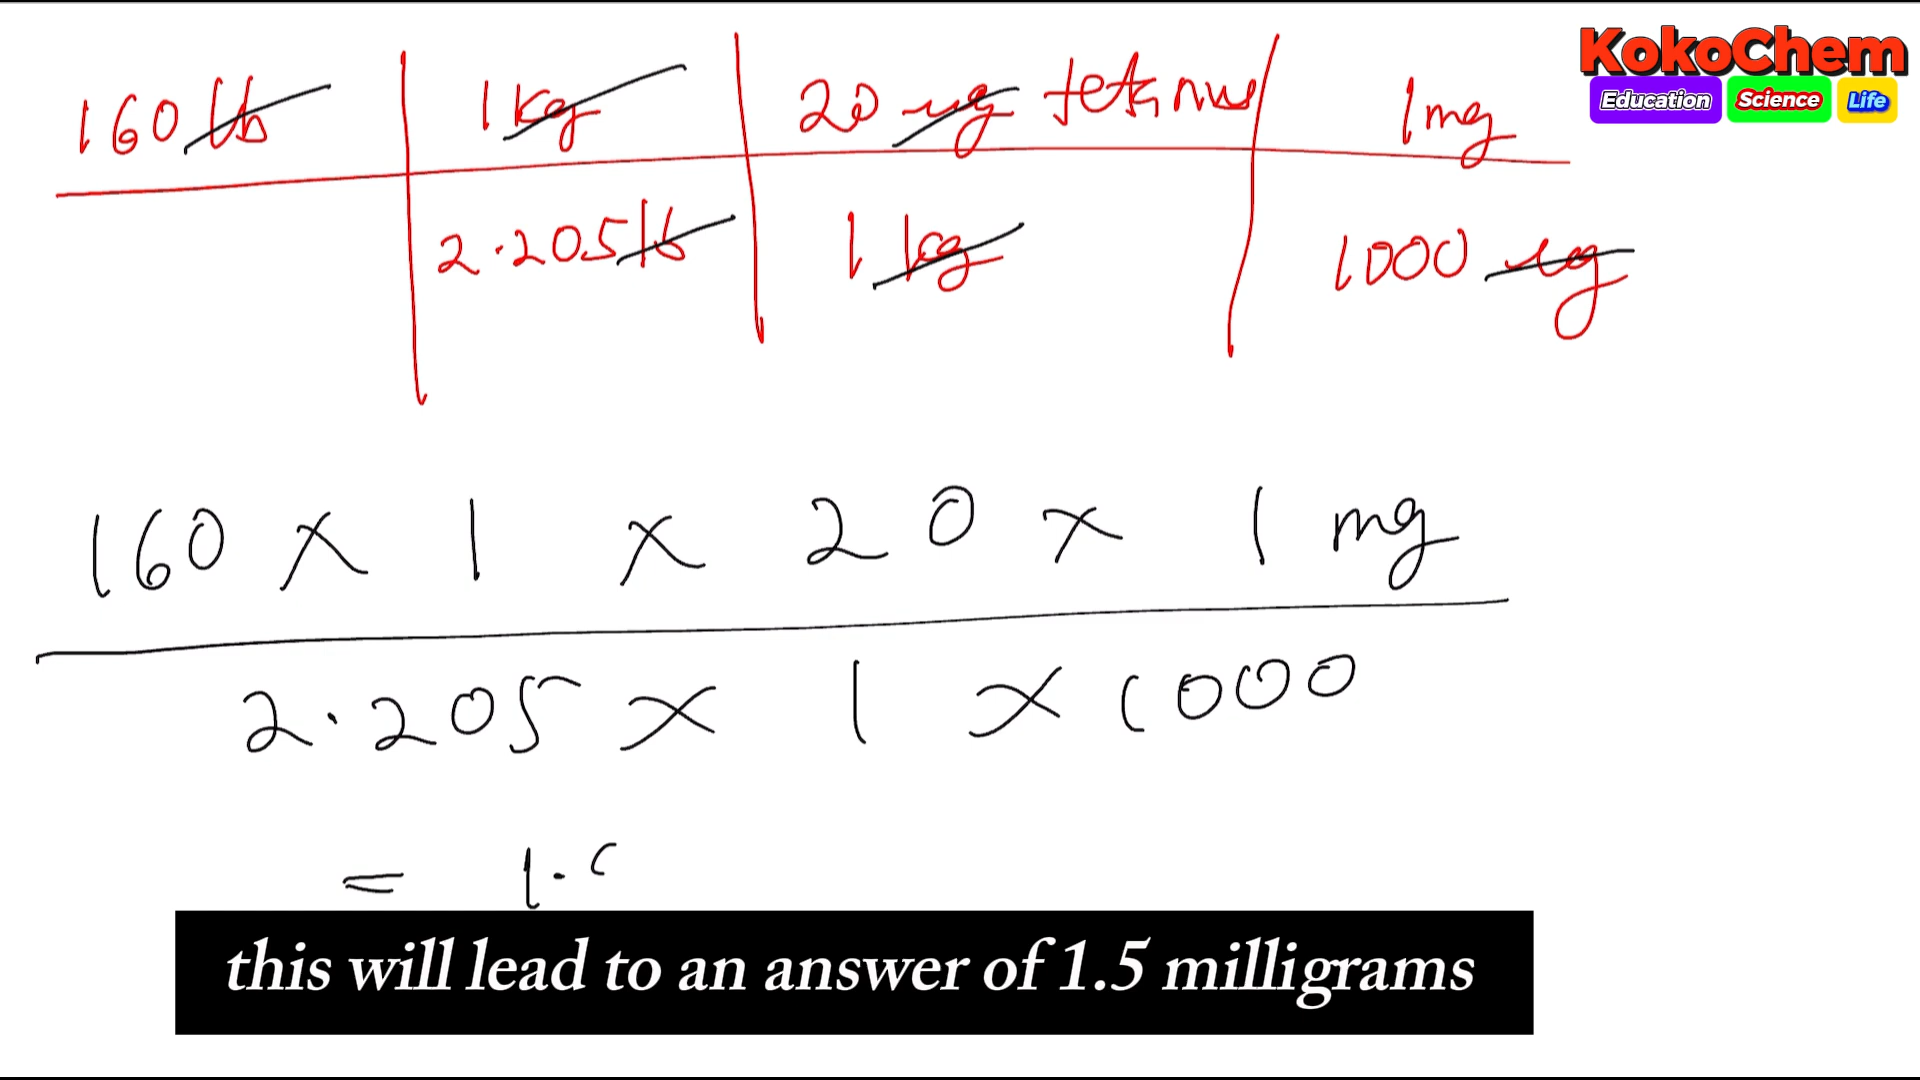 KokoChem
Education Science Life
160 lb 1 kg 20 ug tetanus 1 mg
2.205 lb 1 kg 1000 ug
160 x 1 x 20 x 1 mg
2.205 x 1 x 1000
= 1.
this will lead to an answer of 1.5 milligrams